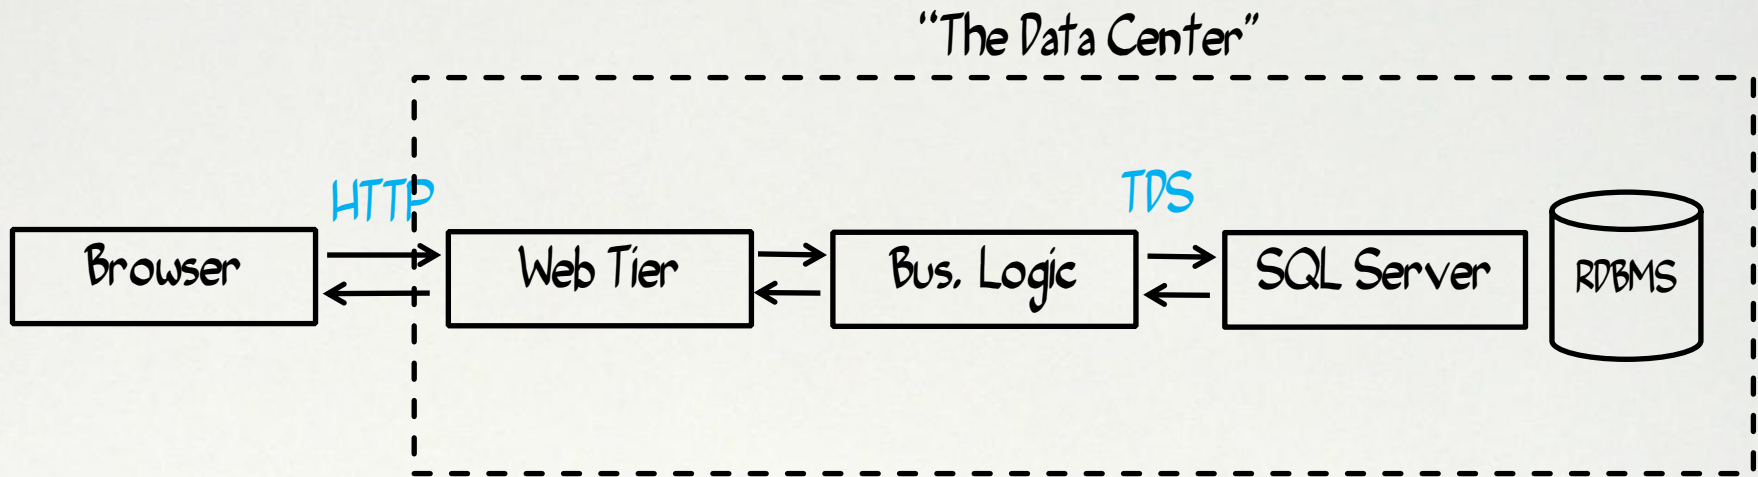 “The Data Center”
HTTP
TDS
Browser
Web Tier
Bus. Logic
SQL Server
RDBMS